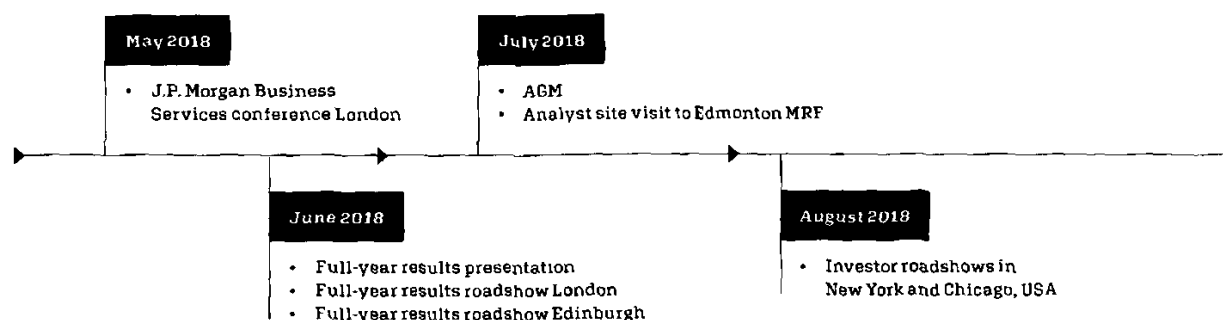 May 2018
• J.P. Morgan Business
Services conference London
June 2018
• Full-year results presentation
• Full-year results roadshow London
• Full-year results roadshow Edinburgh
July 2018
• AGM
• Analyst site visit to Edmonton MRF
August 2018
• Investor roadshows in
New York and Chicago, USA